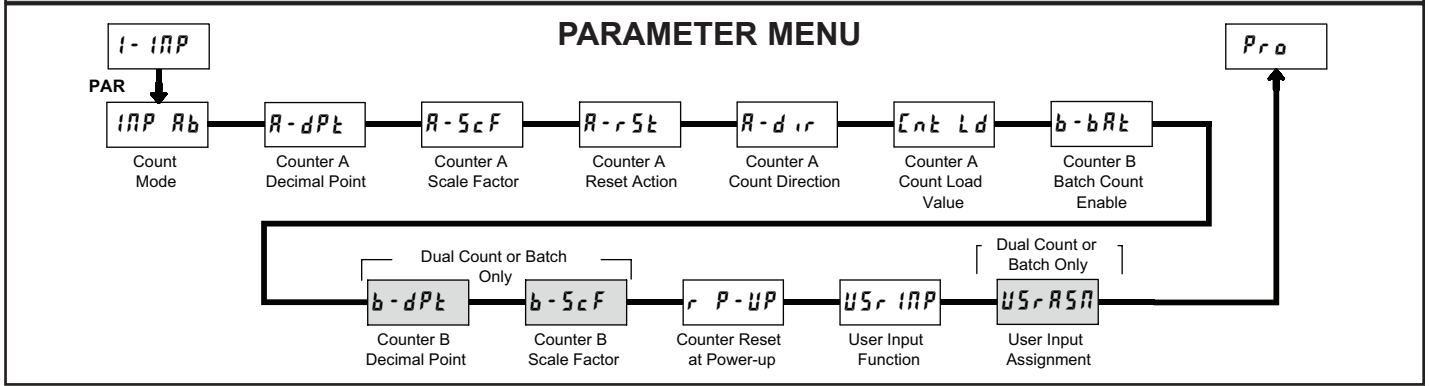 PARAMETER MENU
1-INP
Pro
PAR
INP Ab
A-dPt
A-ScF
A-rSt
A-dir
Cnt Ld
b-bAt
Count
Mode
Counter A
Decimal Point
Counter A
Scale Factor
Counter A
Reset Action
Counter A
Count Direction
Counter A
Count Load
Value
Counter B
Batch Count
Enable
Dual Count or Batch
Only
Dual Count or
Batch Only
b-dPt
b-ScF
r P-UP
USr INP
USrASN
Counter B
Decimal Point
Counter B
Scale Factor
Counter Reset
at Power-up
User Input
Function
User Input
Assignment